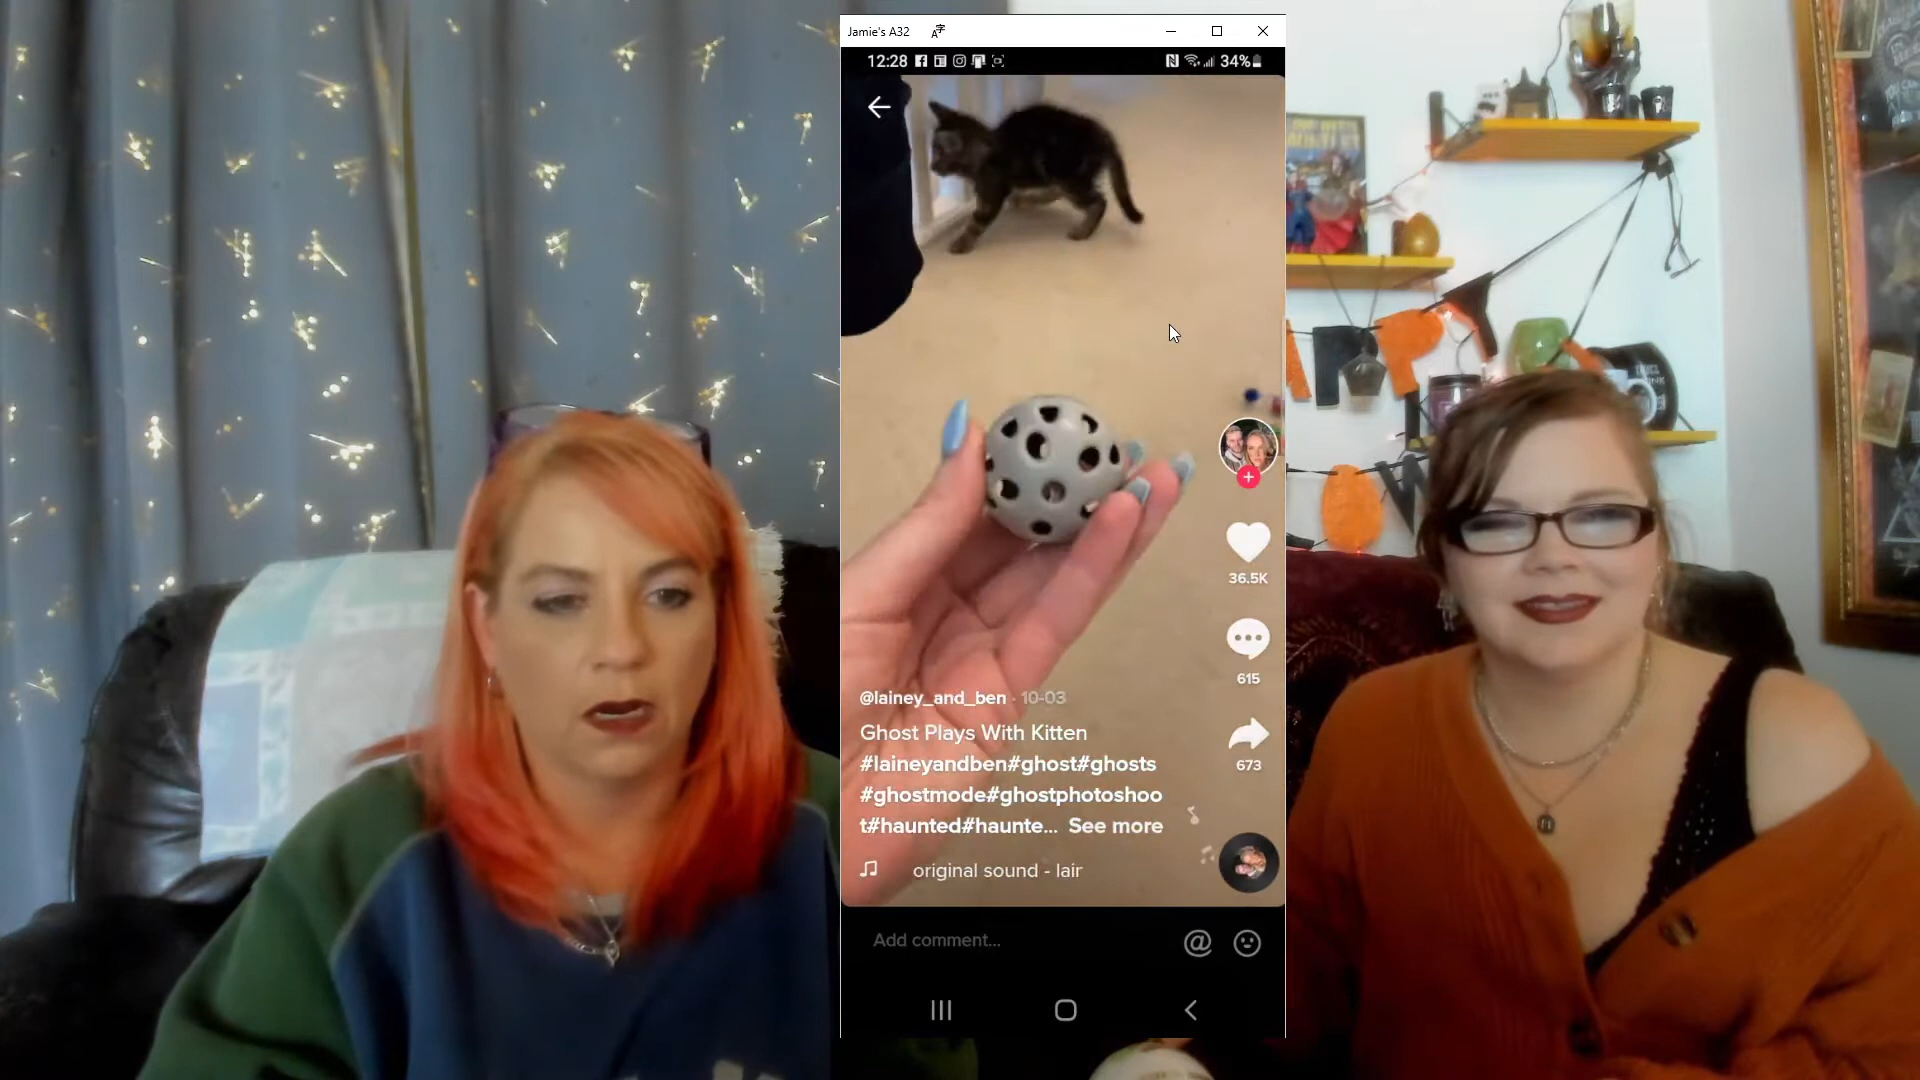 Jamie's A32
12:28
34%
36.5K
615
@lainey_and_ben · 10-03
Ghost Plays With Kitten
#laineyandben#ghost#ghosts
#ghostmode#ghostphotoshoo
t#haunted#haunte... See more
673
original sound - lair
Add comment...